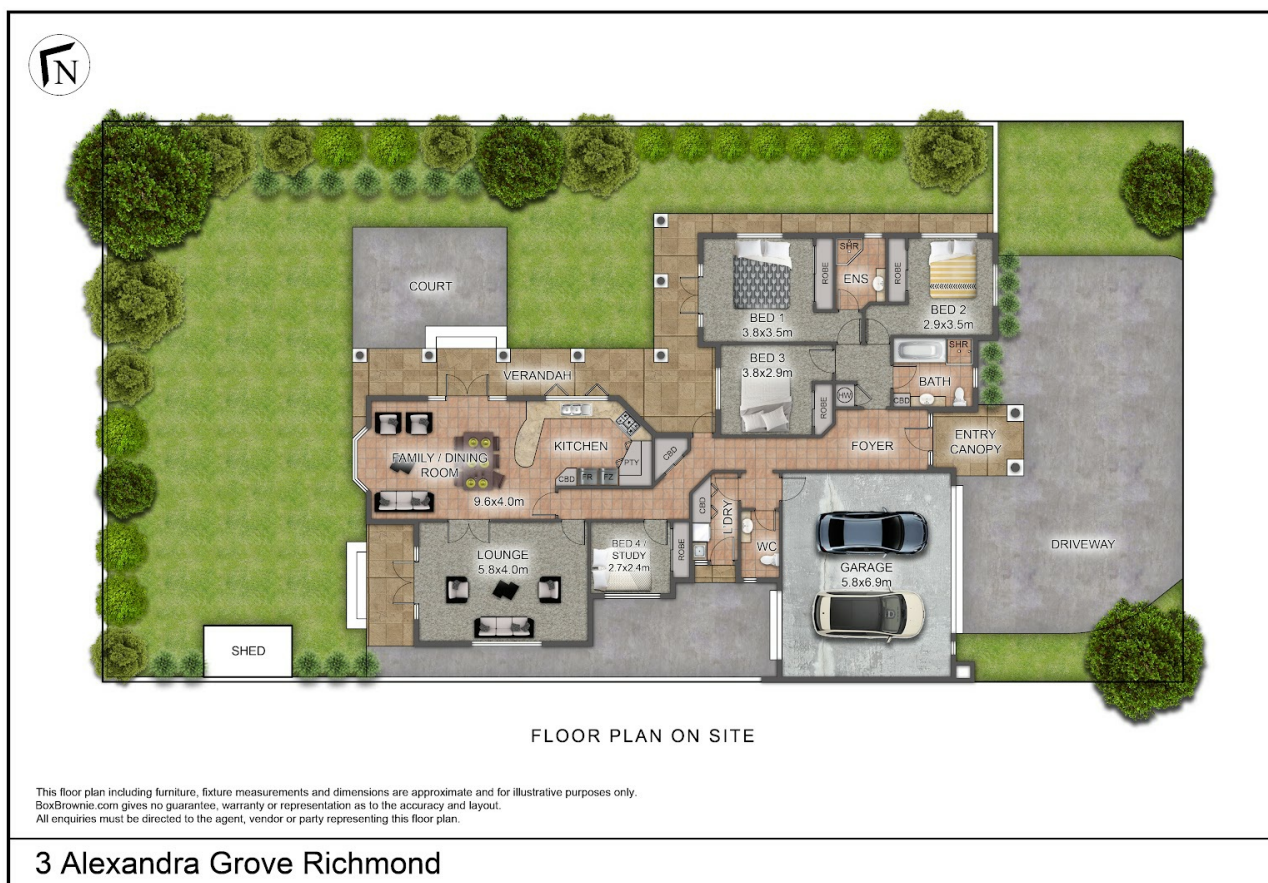 N
COURT
VERANDAH
FAMILY / DINING
ROOM
9.6x4.0m
KITCHEN
CBD
FR
FZ
PTY
CBD
BED 1
3.8x3.5m
ROBE
SHR
ENS
ROBE
BED 2
2.9x3.5m
BED 3
3.8x2.9m
ROBE
HW
SHR
BATH
CBD
FOYER
ENTRY
CANOPY
LOUNGE
5.8x4.0m
BED 4 /
STUDY
2.7x2.4m
ROBE
CBD
L'DRY
WC
GARAGE
5.8x6.9m
DRIVEWAY
SHED
FLOOR PLAN ON SITE
This floor plan including furniture, fixture measurements and dimensions are approximate and for illustrative purposes only.
BoxBrownie.com gives no guarantee, warranty or representation as to the accuracy and layout.
All enquiries must be directed to the agent, vendor or party representing this floor plan.
3 Alexandra Grove Richmond